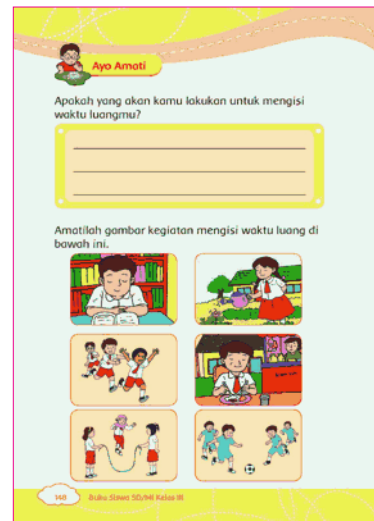 Ayo Amati
Apakah yang akan kamu lakukan untuk mengisi
waktu luangmu?
Amatilah gambar kegiatan mengisi waktu luang di
bawah ini.
148 Buku Siswa SD/MI Kelas III